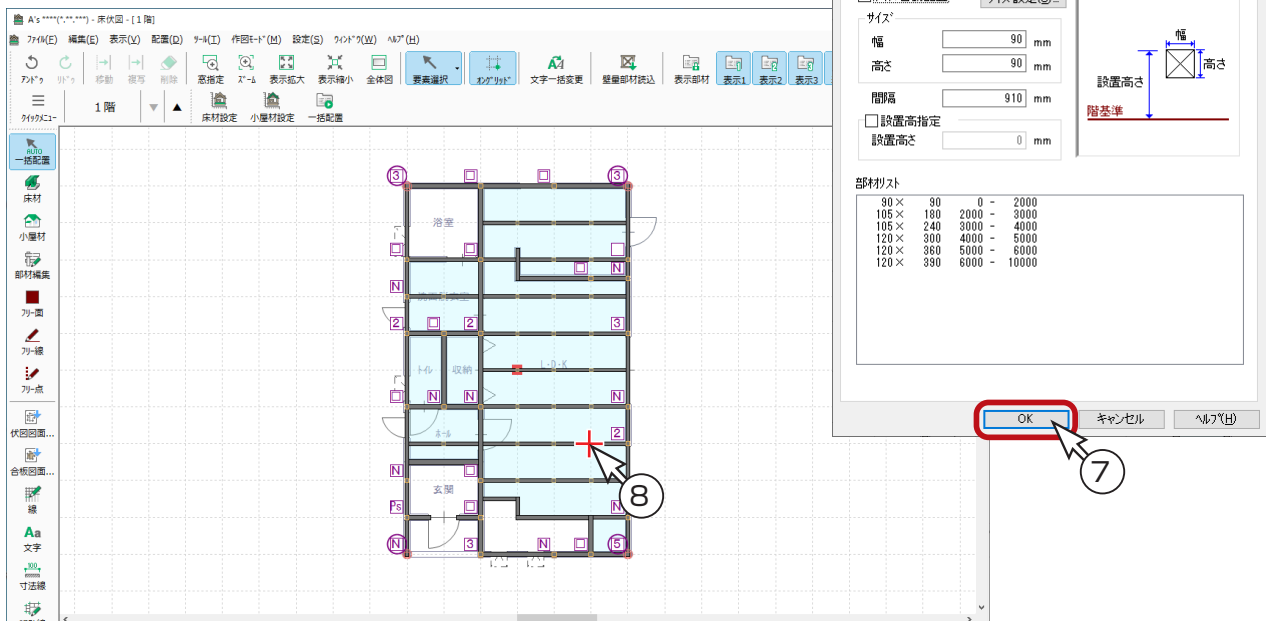 A's ****(*.**.***) - 床伏図 - [1 階]
ﾌｧｲﾙ(F) 編集(E) 表示(V) 配置(D) ﾂｰﾙ(T) 作図ﾓｰﾄﾞ(M) 設定(S) ｳｨﾝﾄﾞｳ(W) ﾍﾙﾌﾟ(H)
ｱﾝﾄﾞｩ ﾘﾄﾞｩ 移動 複写 削除 窓指定 ｽﾞｰﾑ 表示拡大 表示縮小 全体図 要素選択 ｵﾝｸﾞﾘｯﾄﾞ 文字一括変更 壁量部材読込 表示部材 表示1 表示2 表示3
ｸｲｯｸﾒﾆｭｰ 1 階 ▼ ▲ 床材設定 小屋材設定 一括配置
AUTO
一括配置
床材
小屋材
部材編集
ﾌﾘｰ面
ﾌﾘｰ線
ﾌﾘｰ点
伏図図面...
合板図面...
線
Aa
文字
100
寸法線
3 3
浴室
N
N
2 2 3
L・D・K
トイレ 収納
N N N
ホール
2
N
玄関
Ps N
N 3 N 5
8
ｻｲｽﾞ
幅 90 mm
高さ 90 mm
間隔 910 mm
設置高指定
設置高さ 0 mm
幅
高さ
設置高さ
階基準
部材ﾘｽﾄ
90× 90 0 - 2000
105× 180 2000 - 3000
105× 240 3000 - 4000
120× 300 4000 - 5000
120× 360 5000 - 6000
120× 390 6000 - 10000
OK ｷｬﾝｾﾙ ﾍﾙﾌﾟ(H)
7